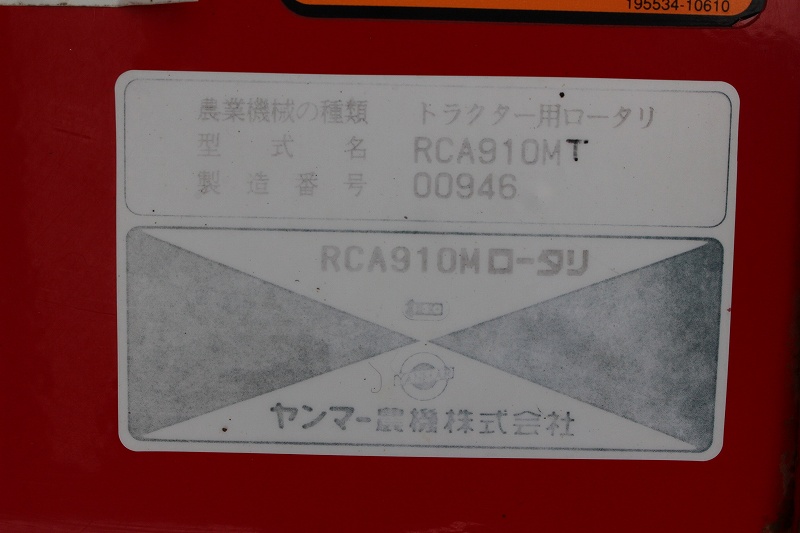 195534-10610
農業機械の種類 トラクター用ロータリ
型式名 RCA910MT
製造番号 00946
RCA910Mロータリ
ヤンマー農機株式会社